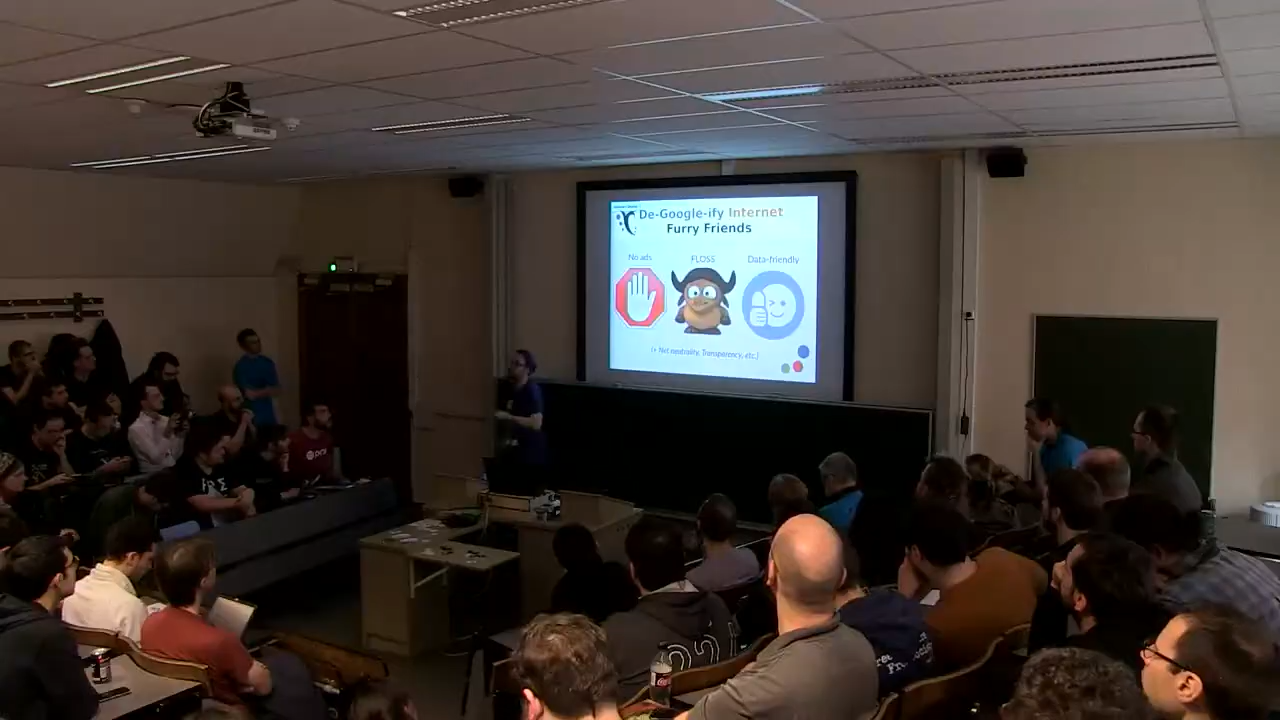 De-Google-ify Internet
Furry Friends
No ads
FLOSS
Data-friendly
(+ Net neutrality, Transparency, etc.)